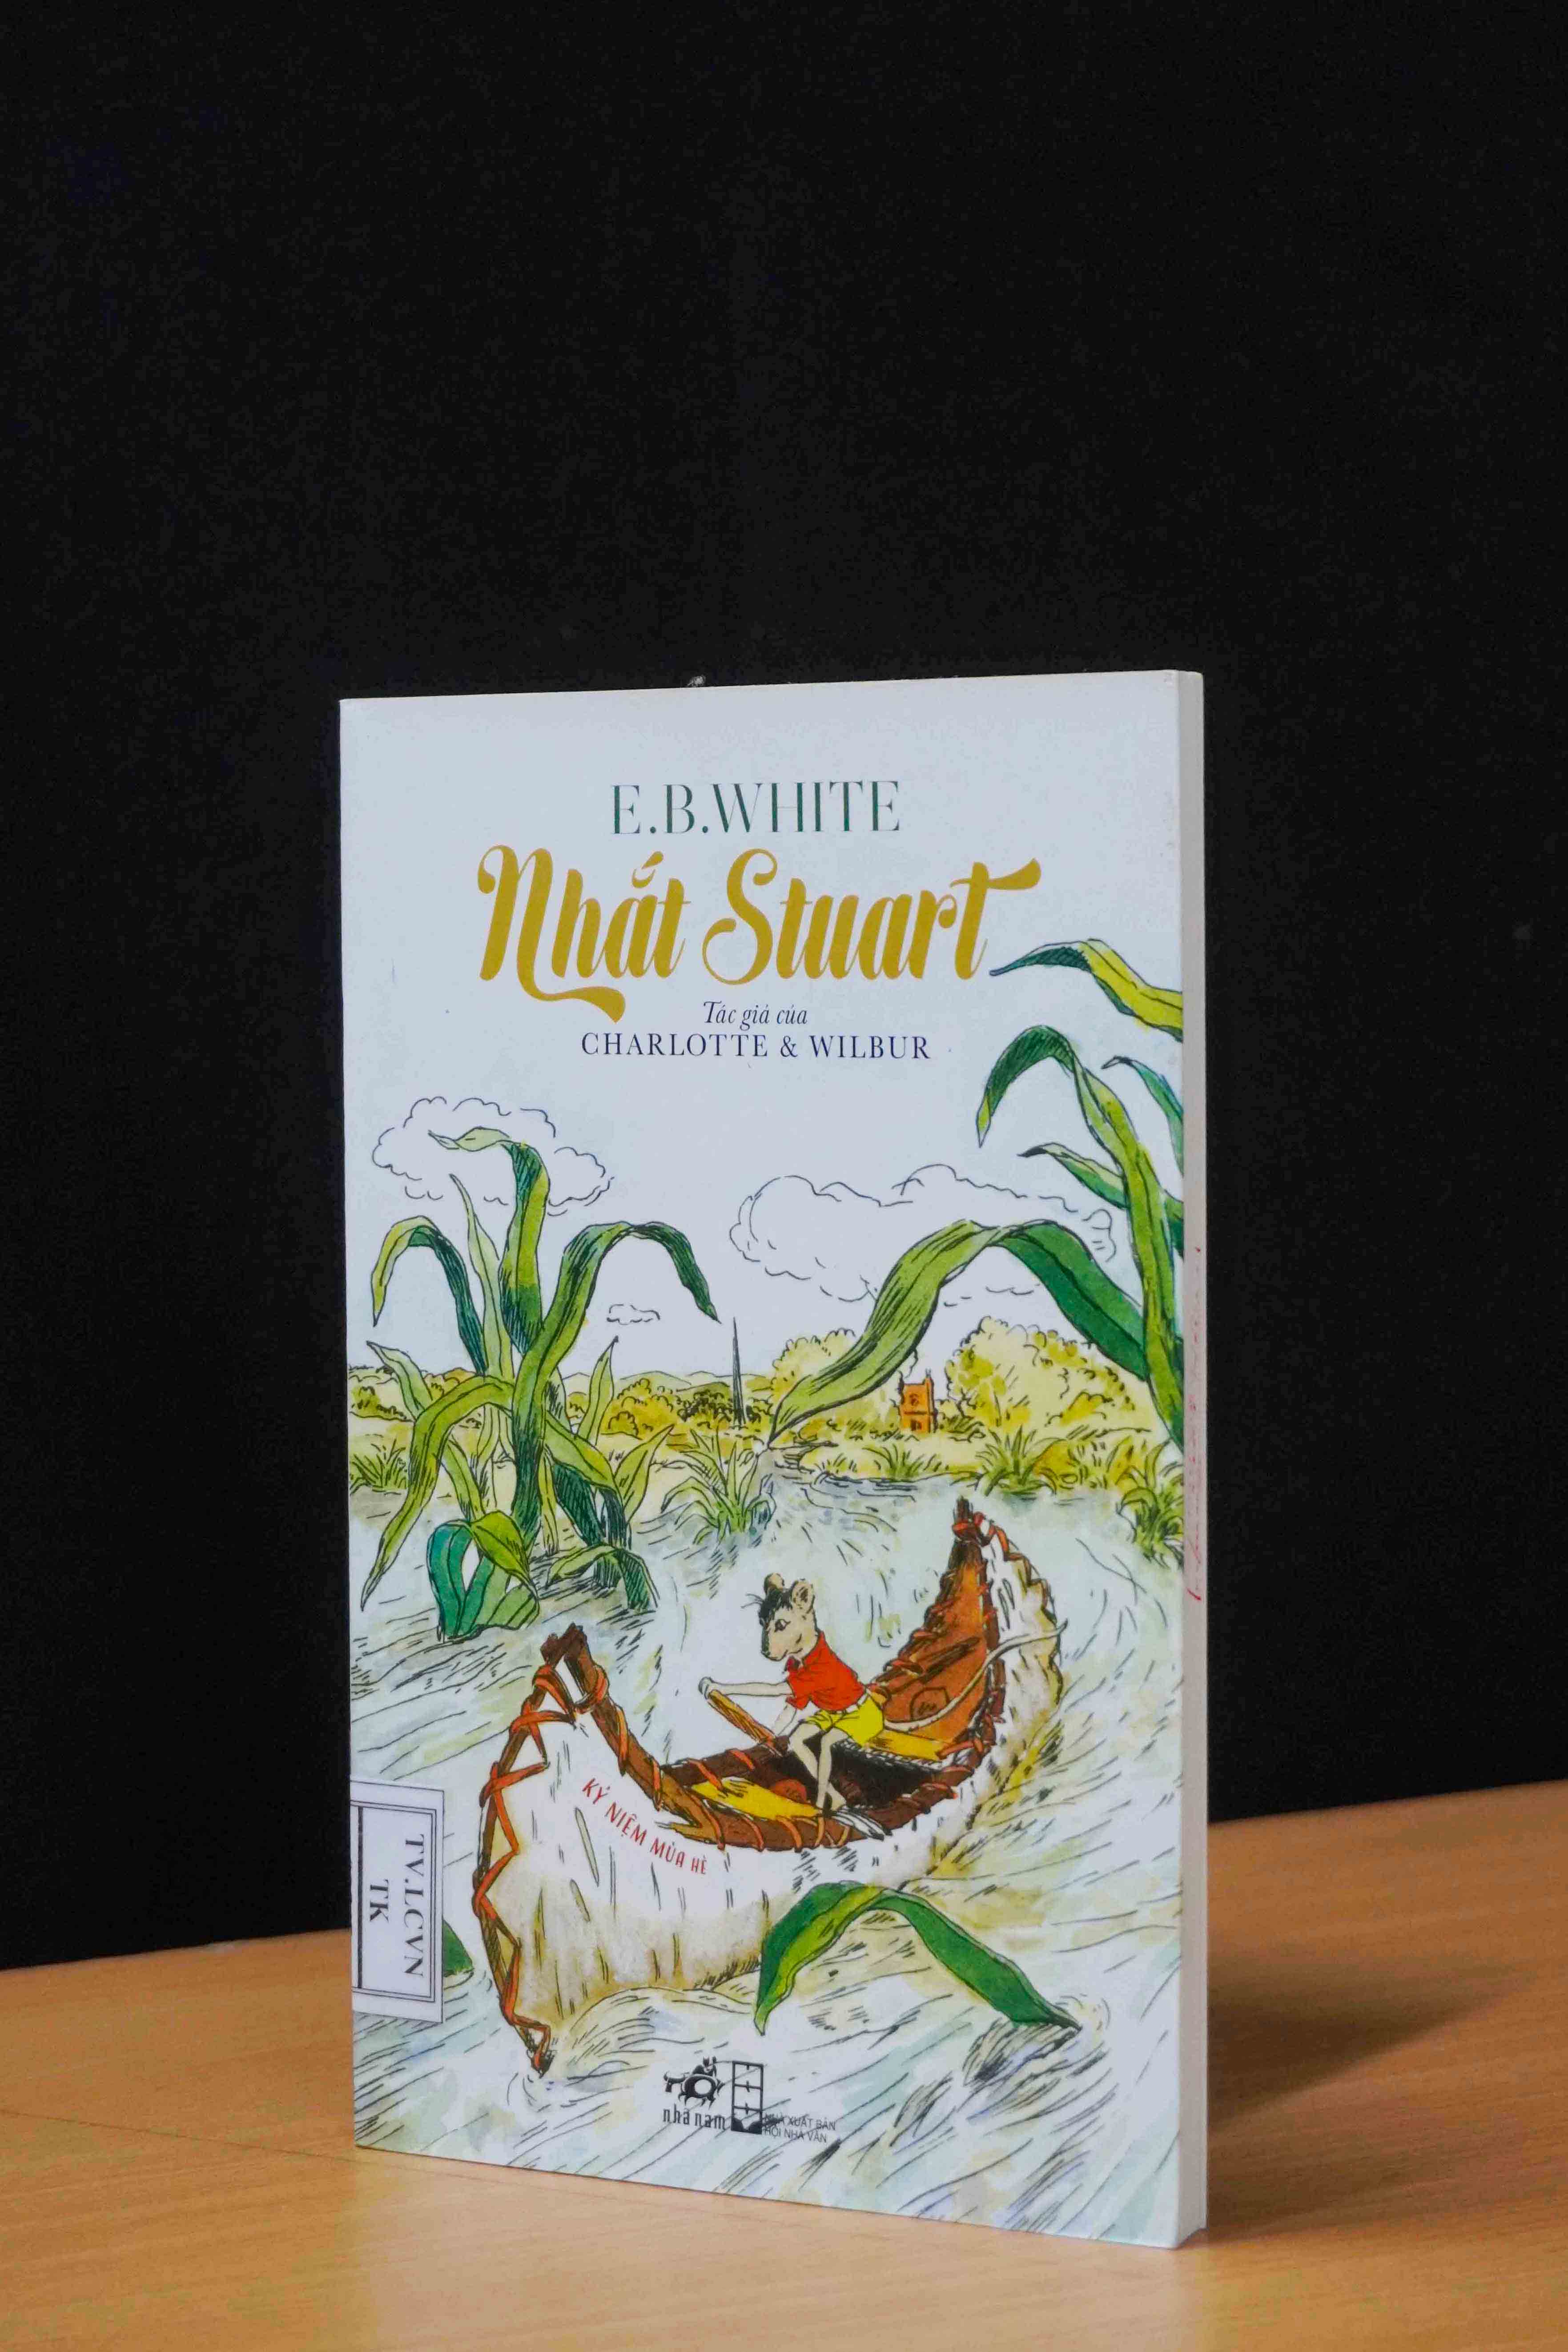 E.B.WHITE
Nhắt Stuart
Tác giả của
CHARLOTTE & WILBUR
KỶ NIỆM MÙA HÈ
TV.LCVN
TK
nhã nam
NHÀ XUẤT BẢN
HỘI NHÀ VĂN